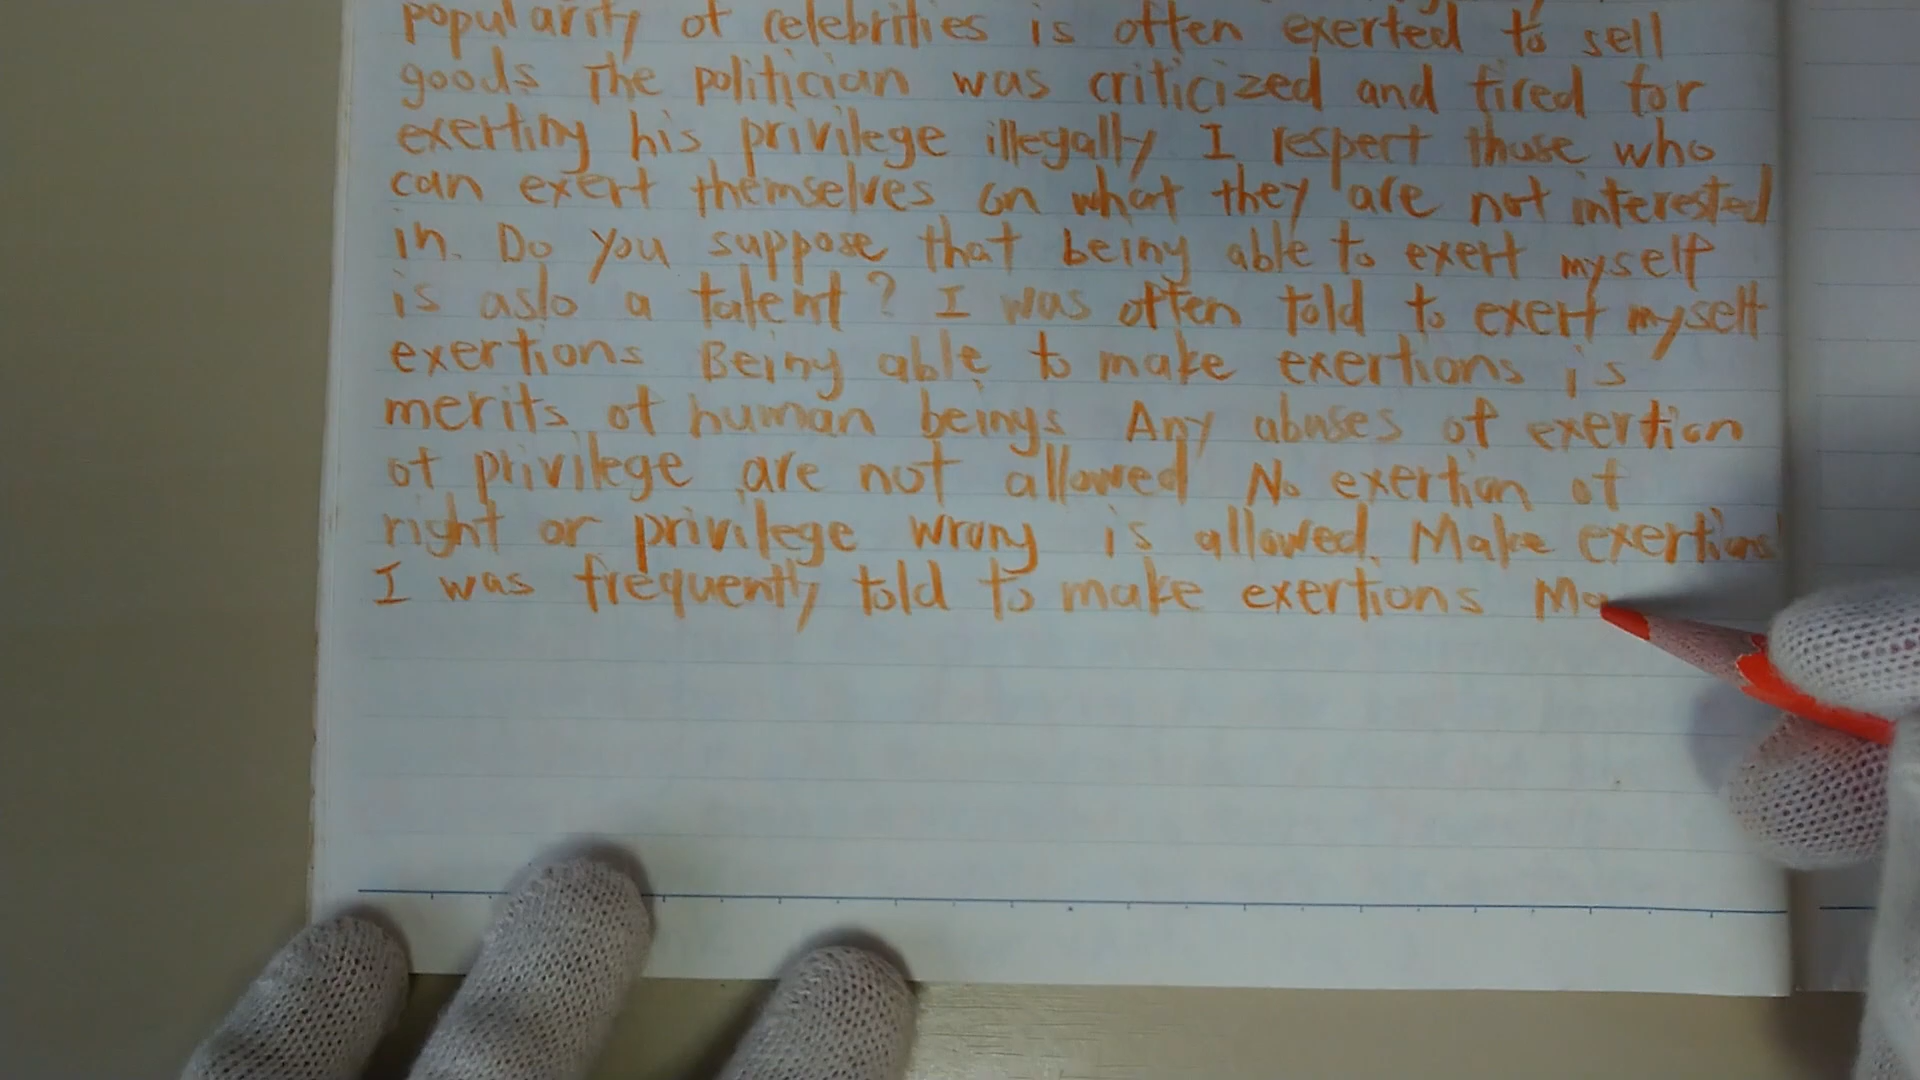 popularity of celebrities is often exerted to sell
goods The politician was criticized and fired for
exerting his privilege illegally I respect those who
can exert themselves on what they are not interested
in. Do you suppose that being able to exert myself
is aslo a talent? I was often told to exert myself
exertions Being able to make exertions is
merits of human beings Any abuses of exertion
of privilege are not allowed No exertion of
right or privilege wrong is allowed. Make exertions
I was frequently told to make exertions Ma